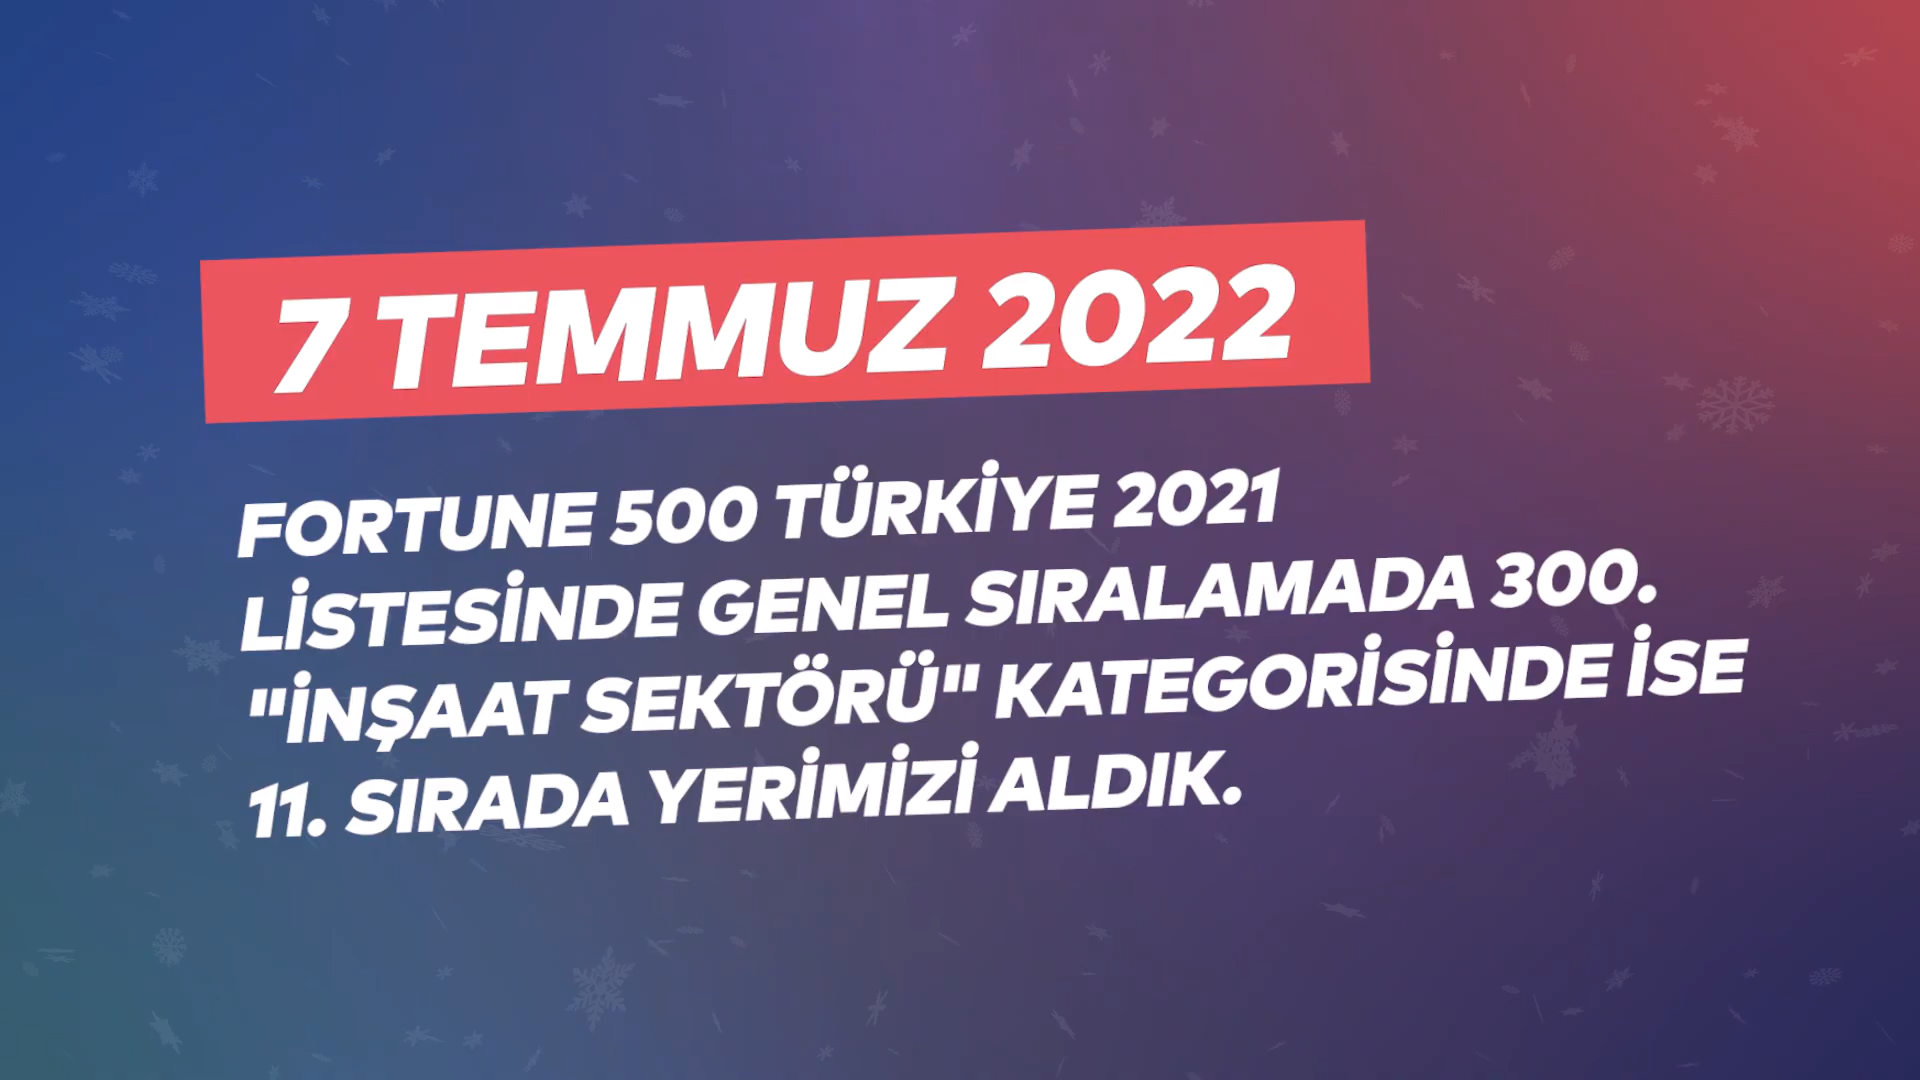 7 TEMMUZ 2022
FORTUNE 500 TÜRKİYE 2021
LİSTESİNDE GENEL SIRALAMADA 300.
"İNŞAAT SEKTÖRÜ" KATEGORİSİNDE İSE
11. SIRADA YERİMİZİ ALDIK.